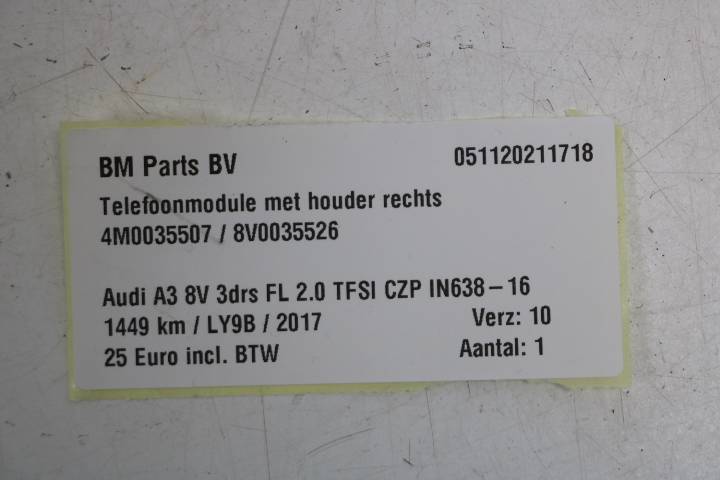 BM Parts BV 051120211718
Telefoonmodule met houder rechts
4M0035507 / 8V0035526
Audi A3 8V 3drs FL 2.0 TFSI CZP IN638 – 16
1449 km / LY9B / 2017 Verz: 10
25 Euro incl. BTW Aantal: 1